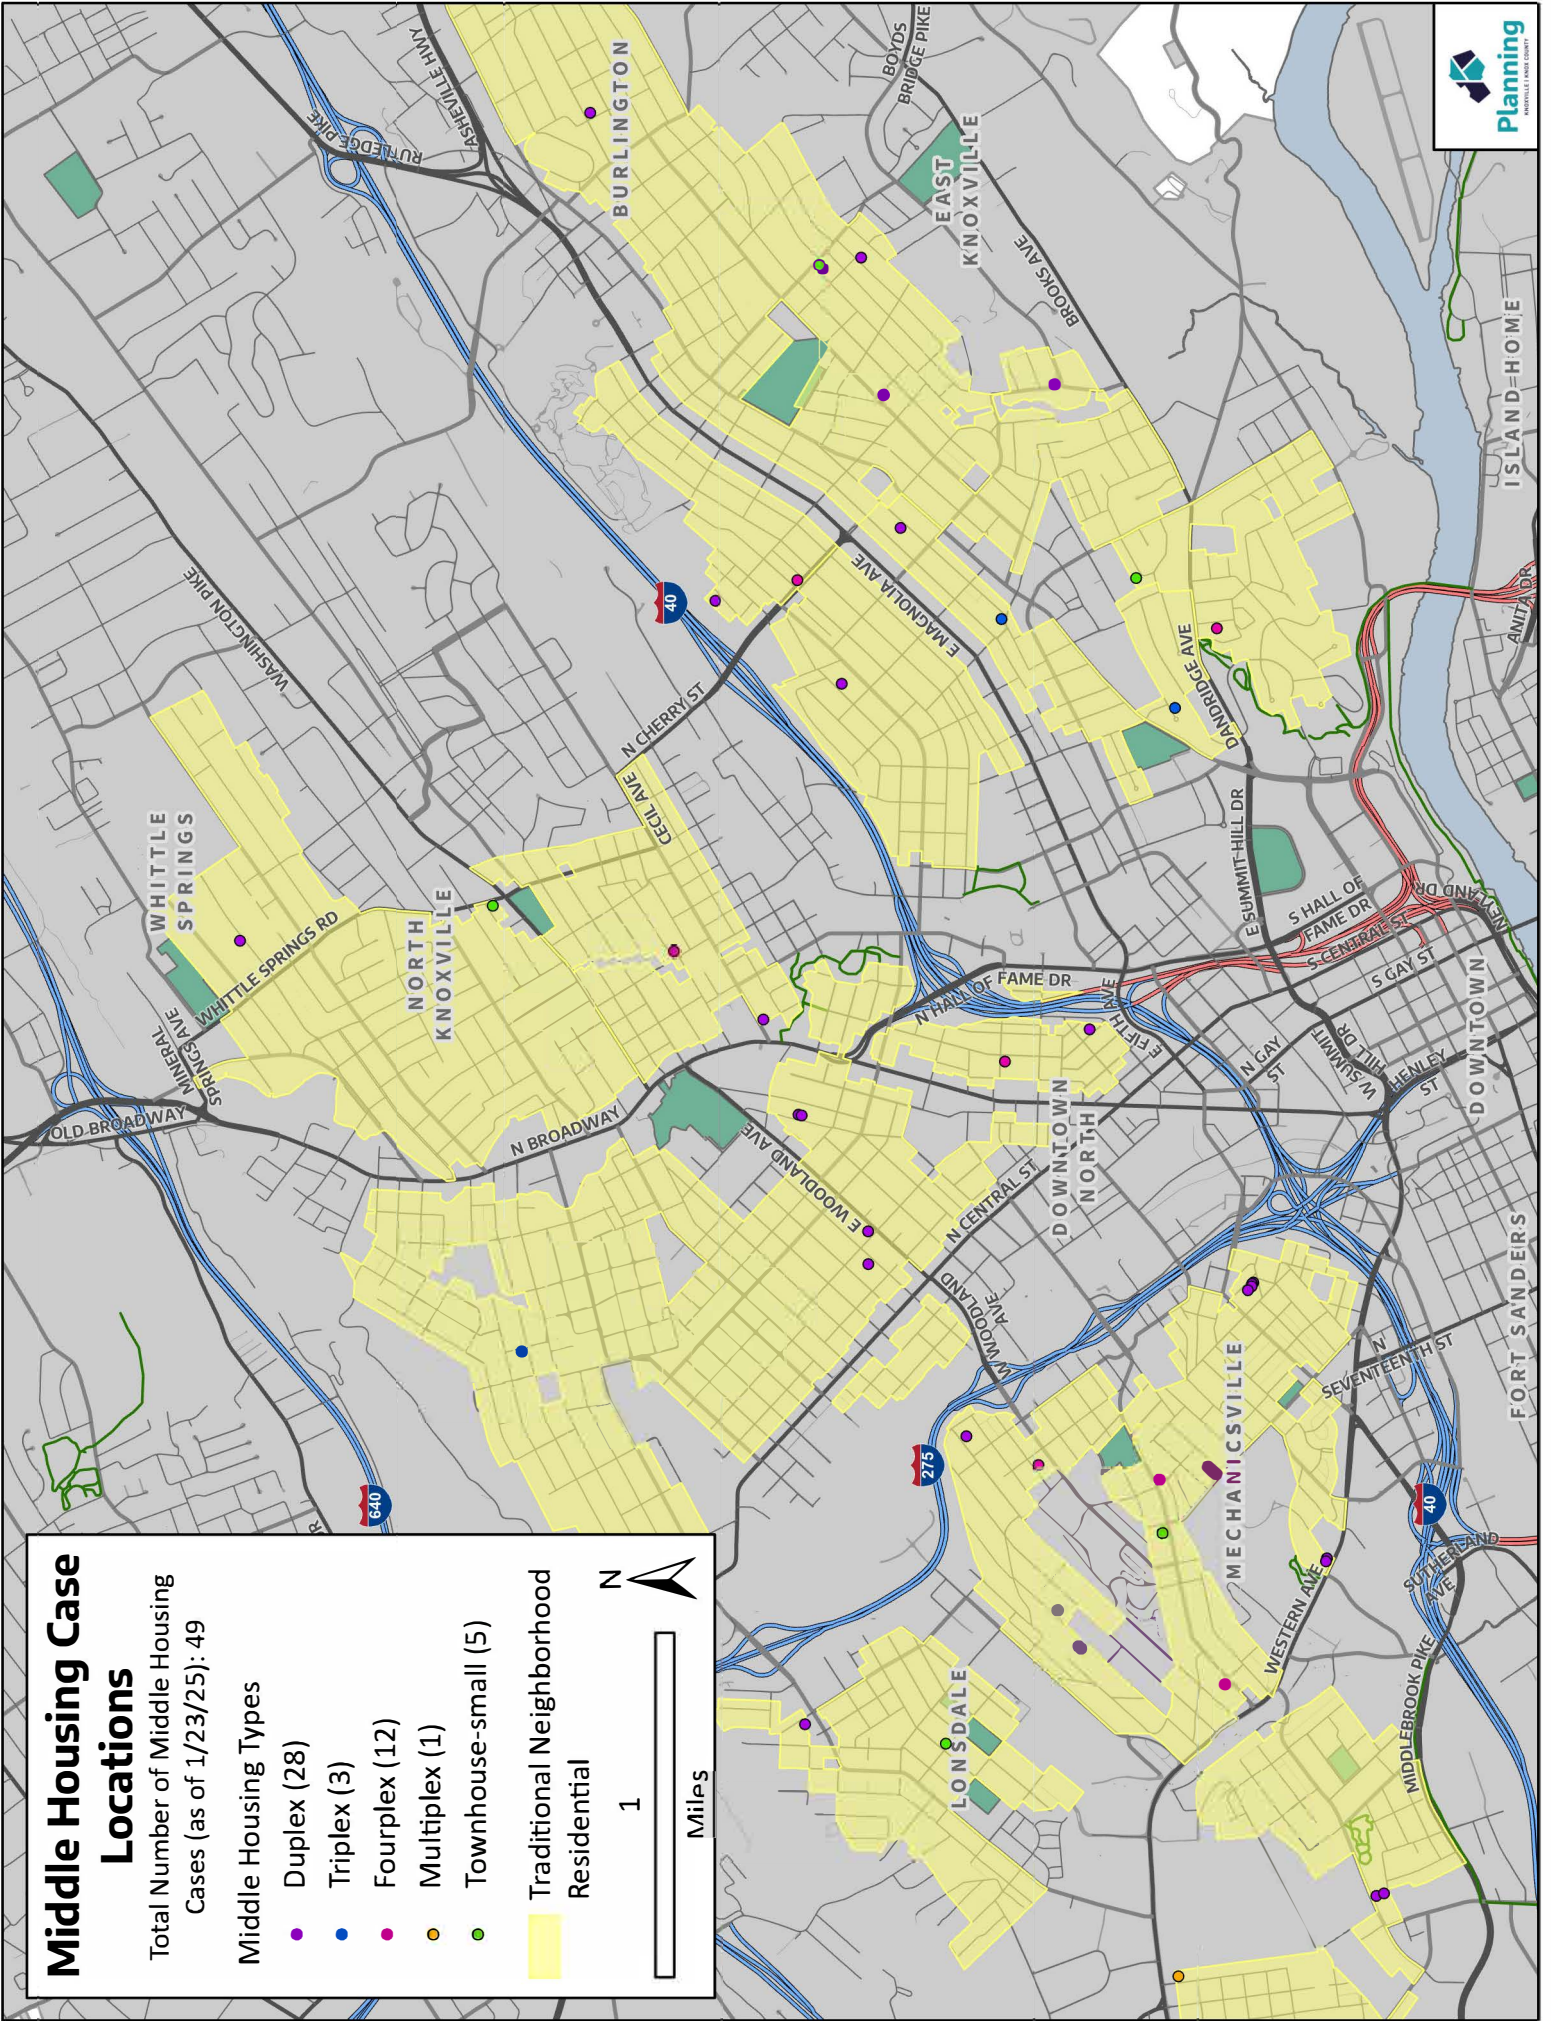 Middle Housing Case
Locations
Total Number of Middle Housing
Cases (as of 1/23/25): 49
Middle Housing Types
Duplex (28)
Triplex (3)
Fourplex (12)
Multiplex (1)
Townhouse-small (5)
Traditional Neighborhood
Residential
1
Miles
N
640
OLD BROADWAY
MINERAL
SPRINGS AVE
WHITTLE SPRINGS RD
WHITTLE
SPRINGS
WASHINGTON PIKE
RUTLEDGE PIKE
ASHEVILLE HWY
NORTH
KNOXVILLE
N BROADWAY
CECIL AVE
N CHERRY ST
40
BURLINGTON
BOYDS
BRIDGE PIKE
EAST
KNOXVILLE
BROOKS AVE
E MAGNOLIA AVE
E WOODLAND AVE
N CENTRAL ST
W WOODLAND
AVE
275
N HALL OF FAME DR
E FIFTH AVE
DOWNTOWN
NORTH
DANDRIDGE AVE
E SUMMIT HILL DR
S HALL OF
FAME DR
S CENTRAL ST
S GAY ST
NEYLAND DR
N GAY
ST
W SUMMIT
HILL DR
HENLEY
ST
DOWNTOWN
ISLAND HOME
ANITA DR
LONSDALE
MECHANICSVILLE
WESTERN AVE
N
SEVENTEENTH ST
FORT SANDERS
40
SUTHERLAND
AVE
MIDDLEBROOK PIKE
R
Planning
KNOXVILLE | KNOX COUNTY